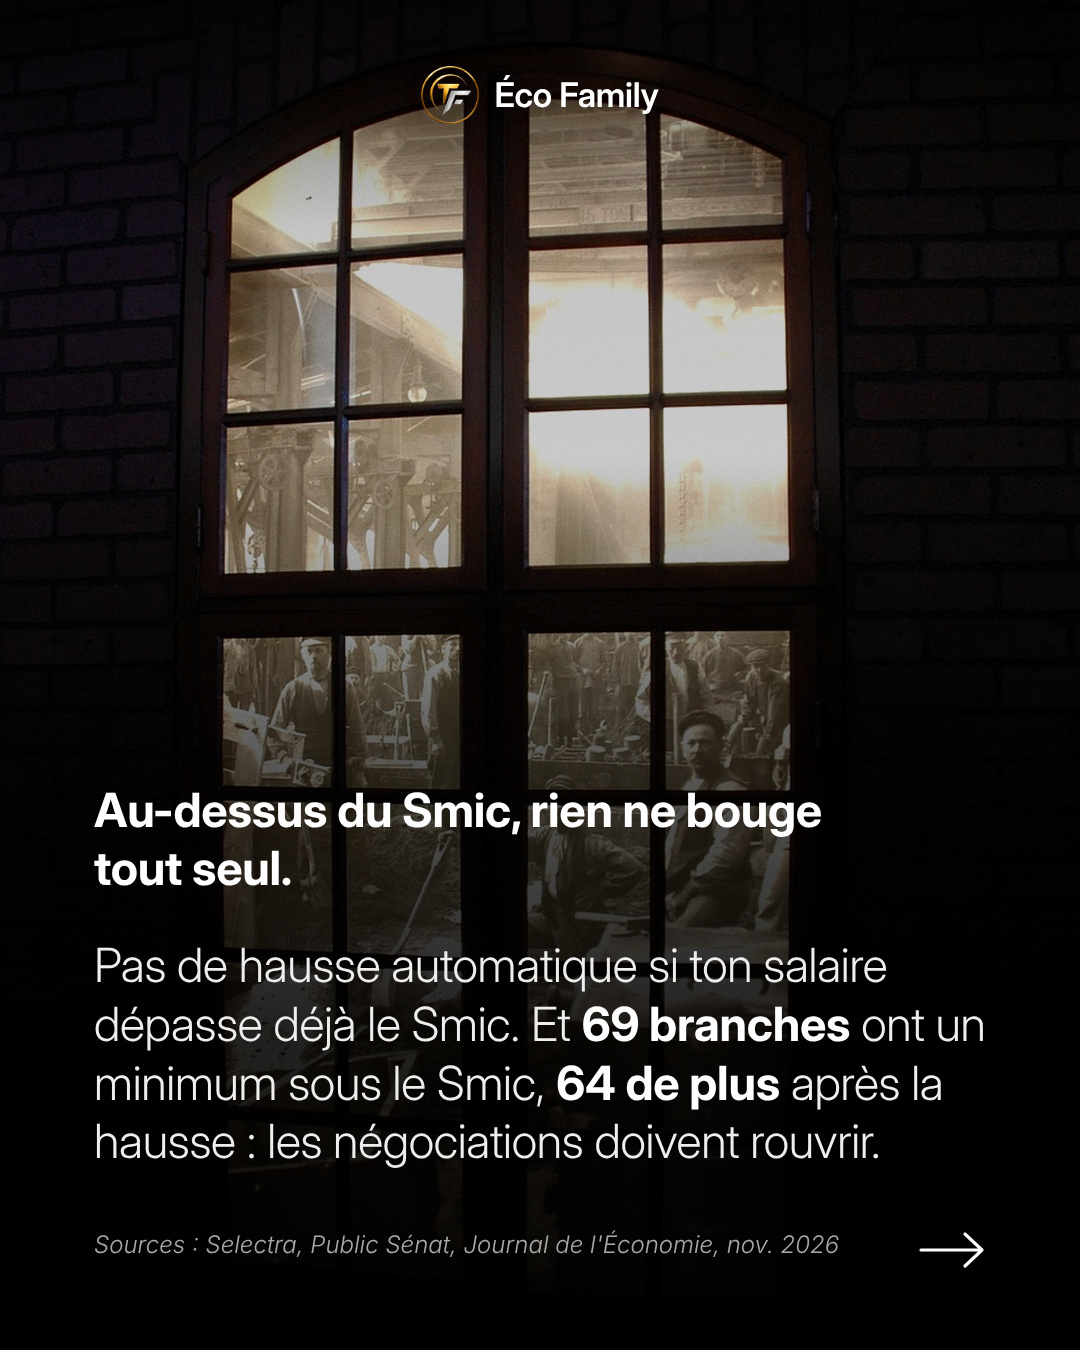 Éco Family
Au-dessus du Smic, rien ne bouge
tout seul.
Pas de hausse automatique si ton salaire
dépasse déjà le Smic. Et 69 branches ont un
minimum sous le Smic, 64 de plus après la
hausse : les négociations doivent rouvrir.
Sources : Selectra, Public Sénat, Journal de l'Économie, nov. 2026